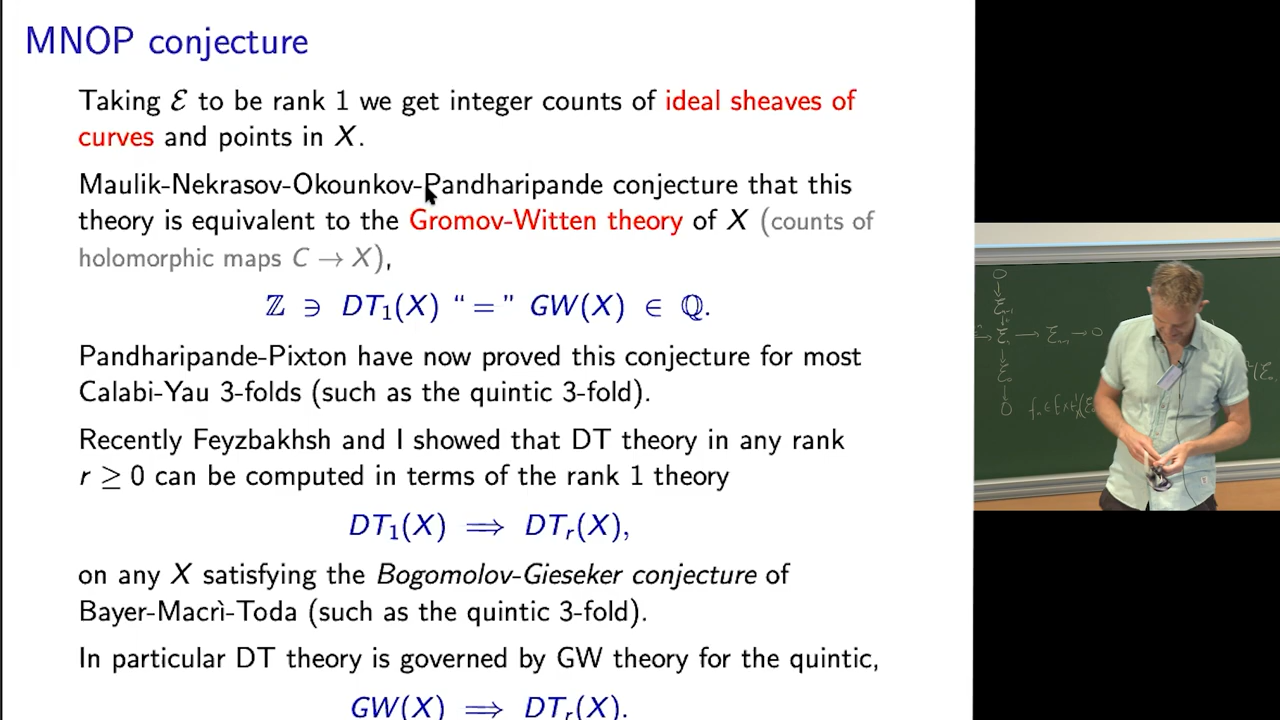 MNOP conjecture
Taking ℰ to be rank 1 we get integer counts of ideal sheaves of
curves and points in X.
Maulik-Nekrasov-Okounkov-Pandharipande conjecture that this
theory is equivalent to the Gromov-Witten theory of X (counts of
holomorphic maps C → X),
ℤ ∋ DT₁(X) “ = ” GW(X) ∈ ℚ.
Pandharipande-Pixton have now proved this conjecture for most
Calabi-Yau 3-folds (such as the quintic 3-fold).
Recently Feyzbakhsh and I showed that DT theory in any rank
r ≥ 0 can be computed in terms of the rank 1 theory
DT₁(X) ⟹ DTᵣ(X),
on any X satisfying the Bogomolov-Gieseker conjecture of
Bayer-Macrì-Toda (such as the quintic 3-fold).
In particular DT theory is governed by GW theory for the quintic,
GW(X) ⟹ DTᵣ(X).